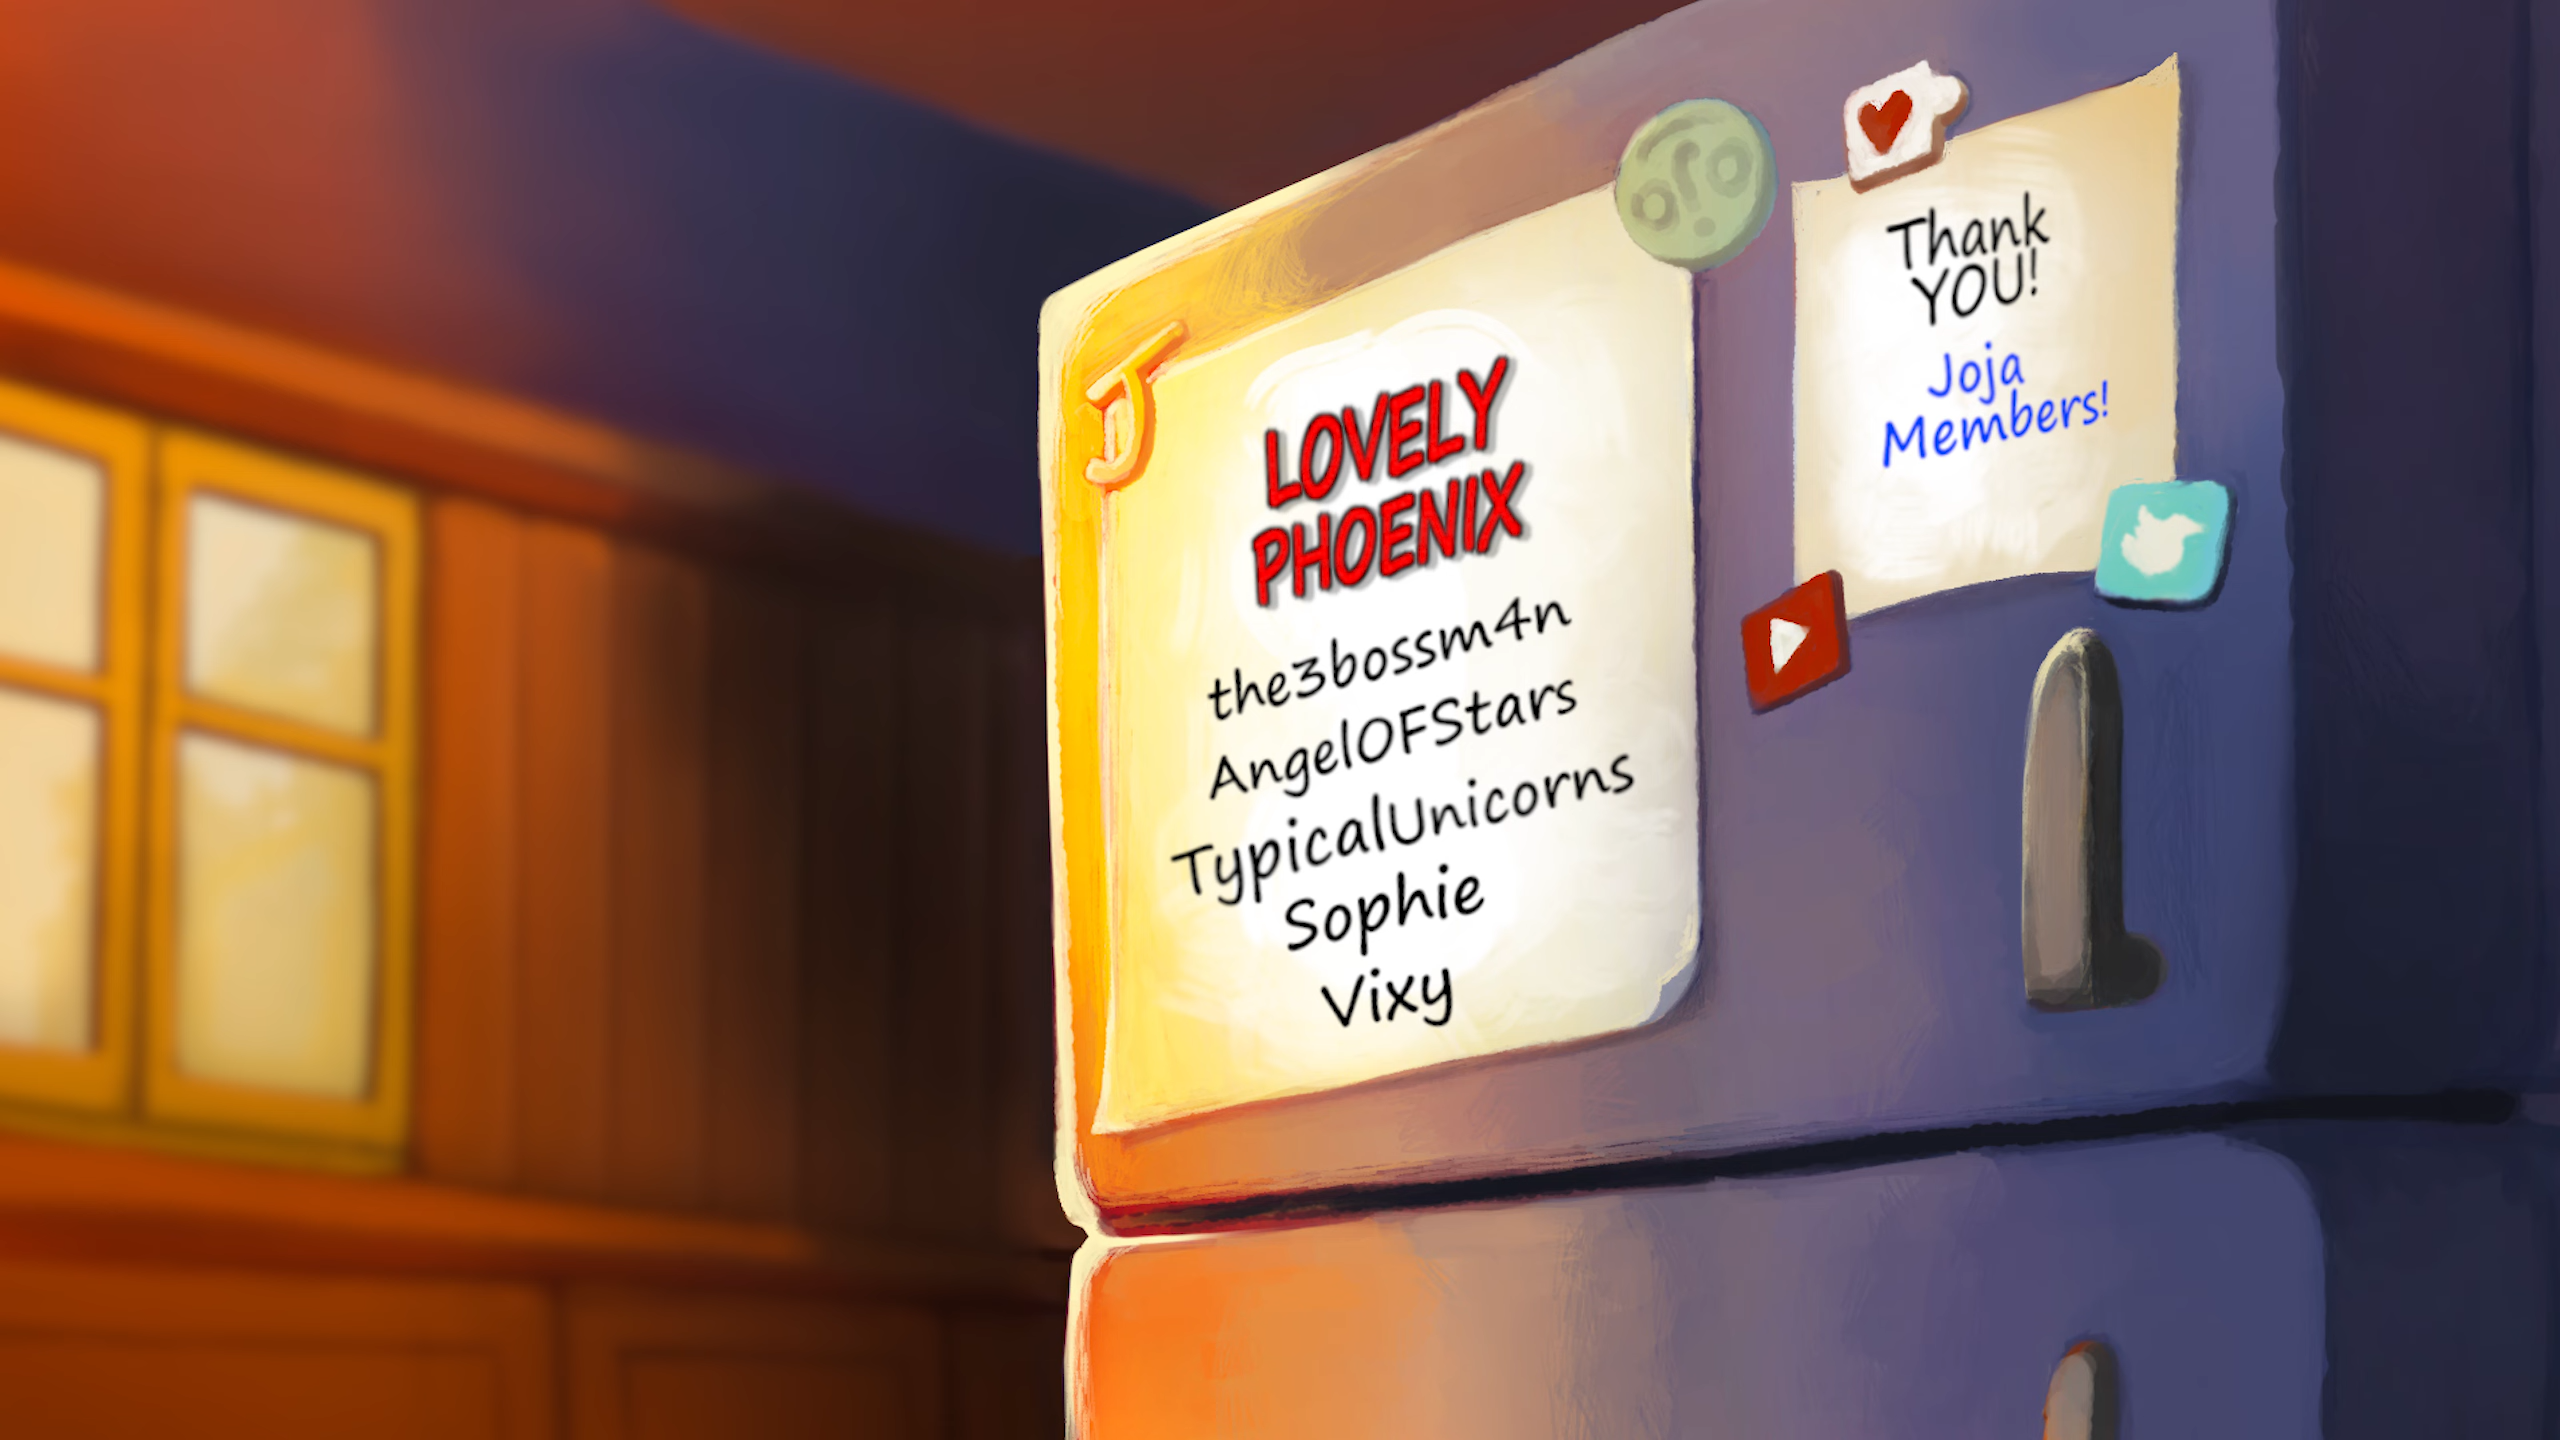 LOVELY
PHOENIX
the3bossm4n
AngelOFStars
TypicalUnicorns
Sophie
Vixy
Thank
YOU!
Joja
Members!